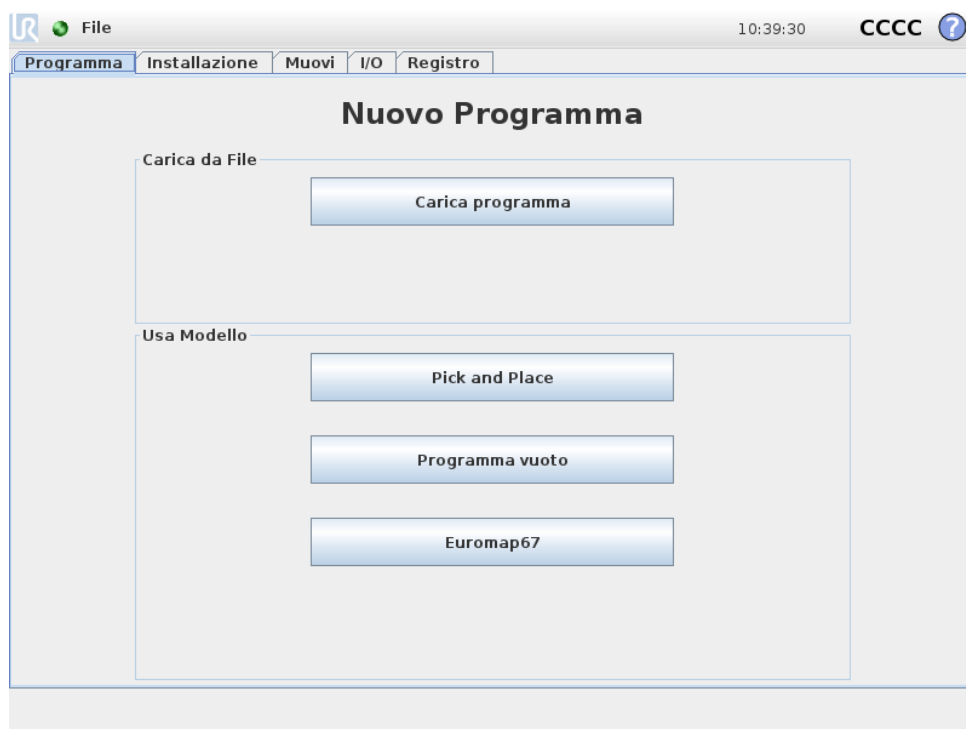 UR File 10:39:30 CCCC ?
Programma Installazione Muovi I/O Registro
Nuovo Programma
Carica da File
Carica programma
Usa Modello
Pick and Place
Programma vuoto
Euromap67